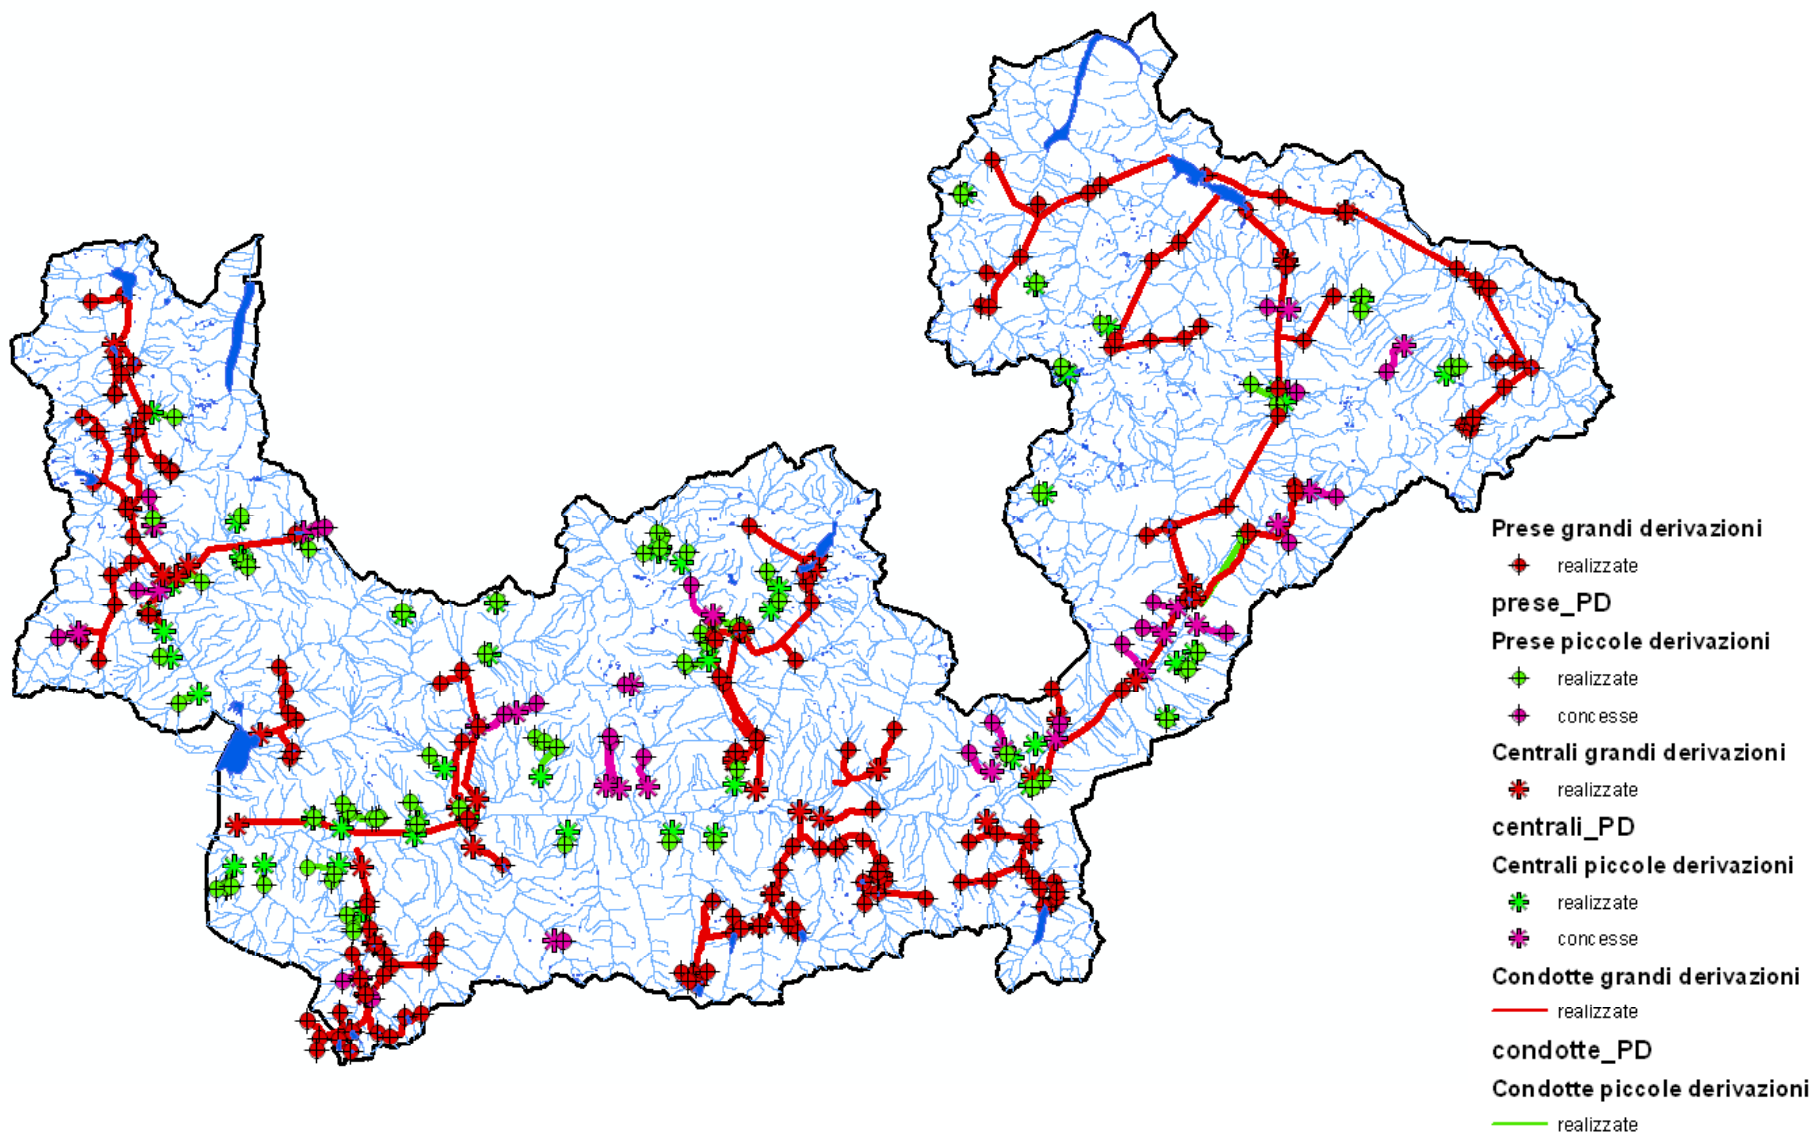 Prese grandi derivazioni
realizzate
prese_PD
Prese piccole derivazioni
realizzate
concesse
Centrali grandi derivazioni
realizzate
centrali_PD
Centrali piccole derivazioni
realizzate
concesse
Condotte grandi derivazioni
realizzate
condotte_PD
Condotte piccole derivazioni
realizzate